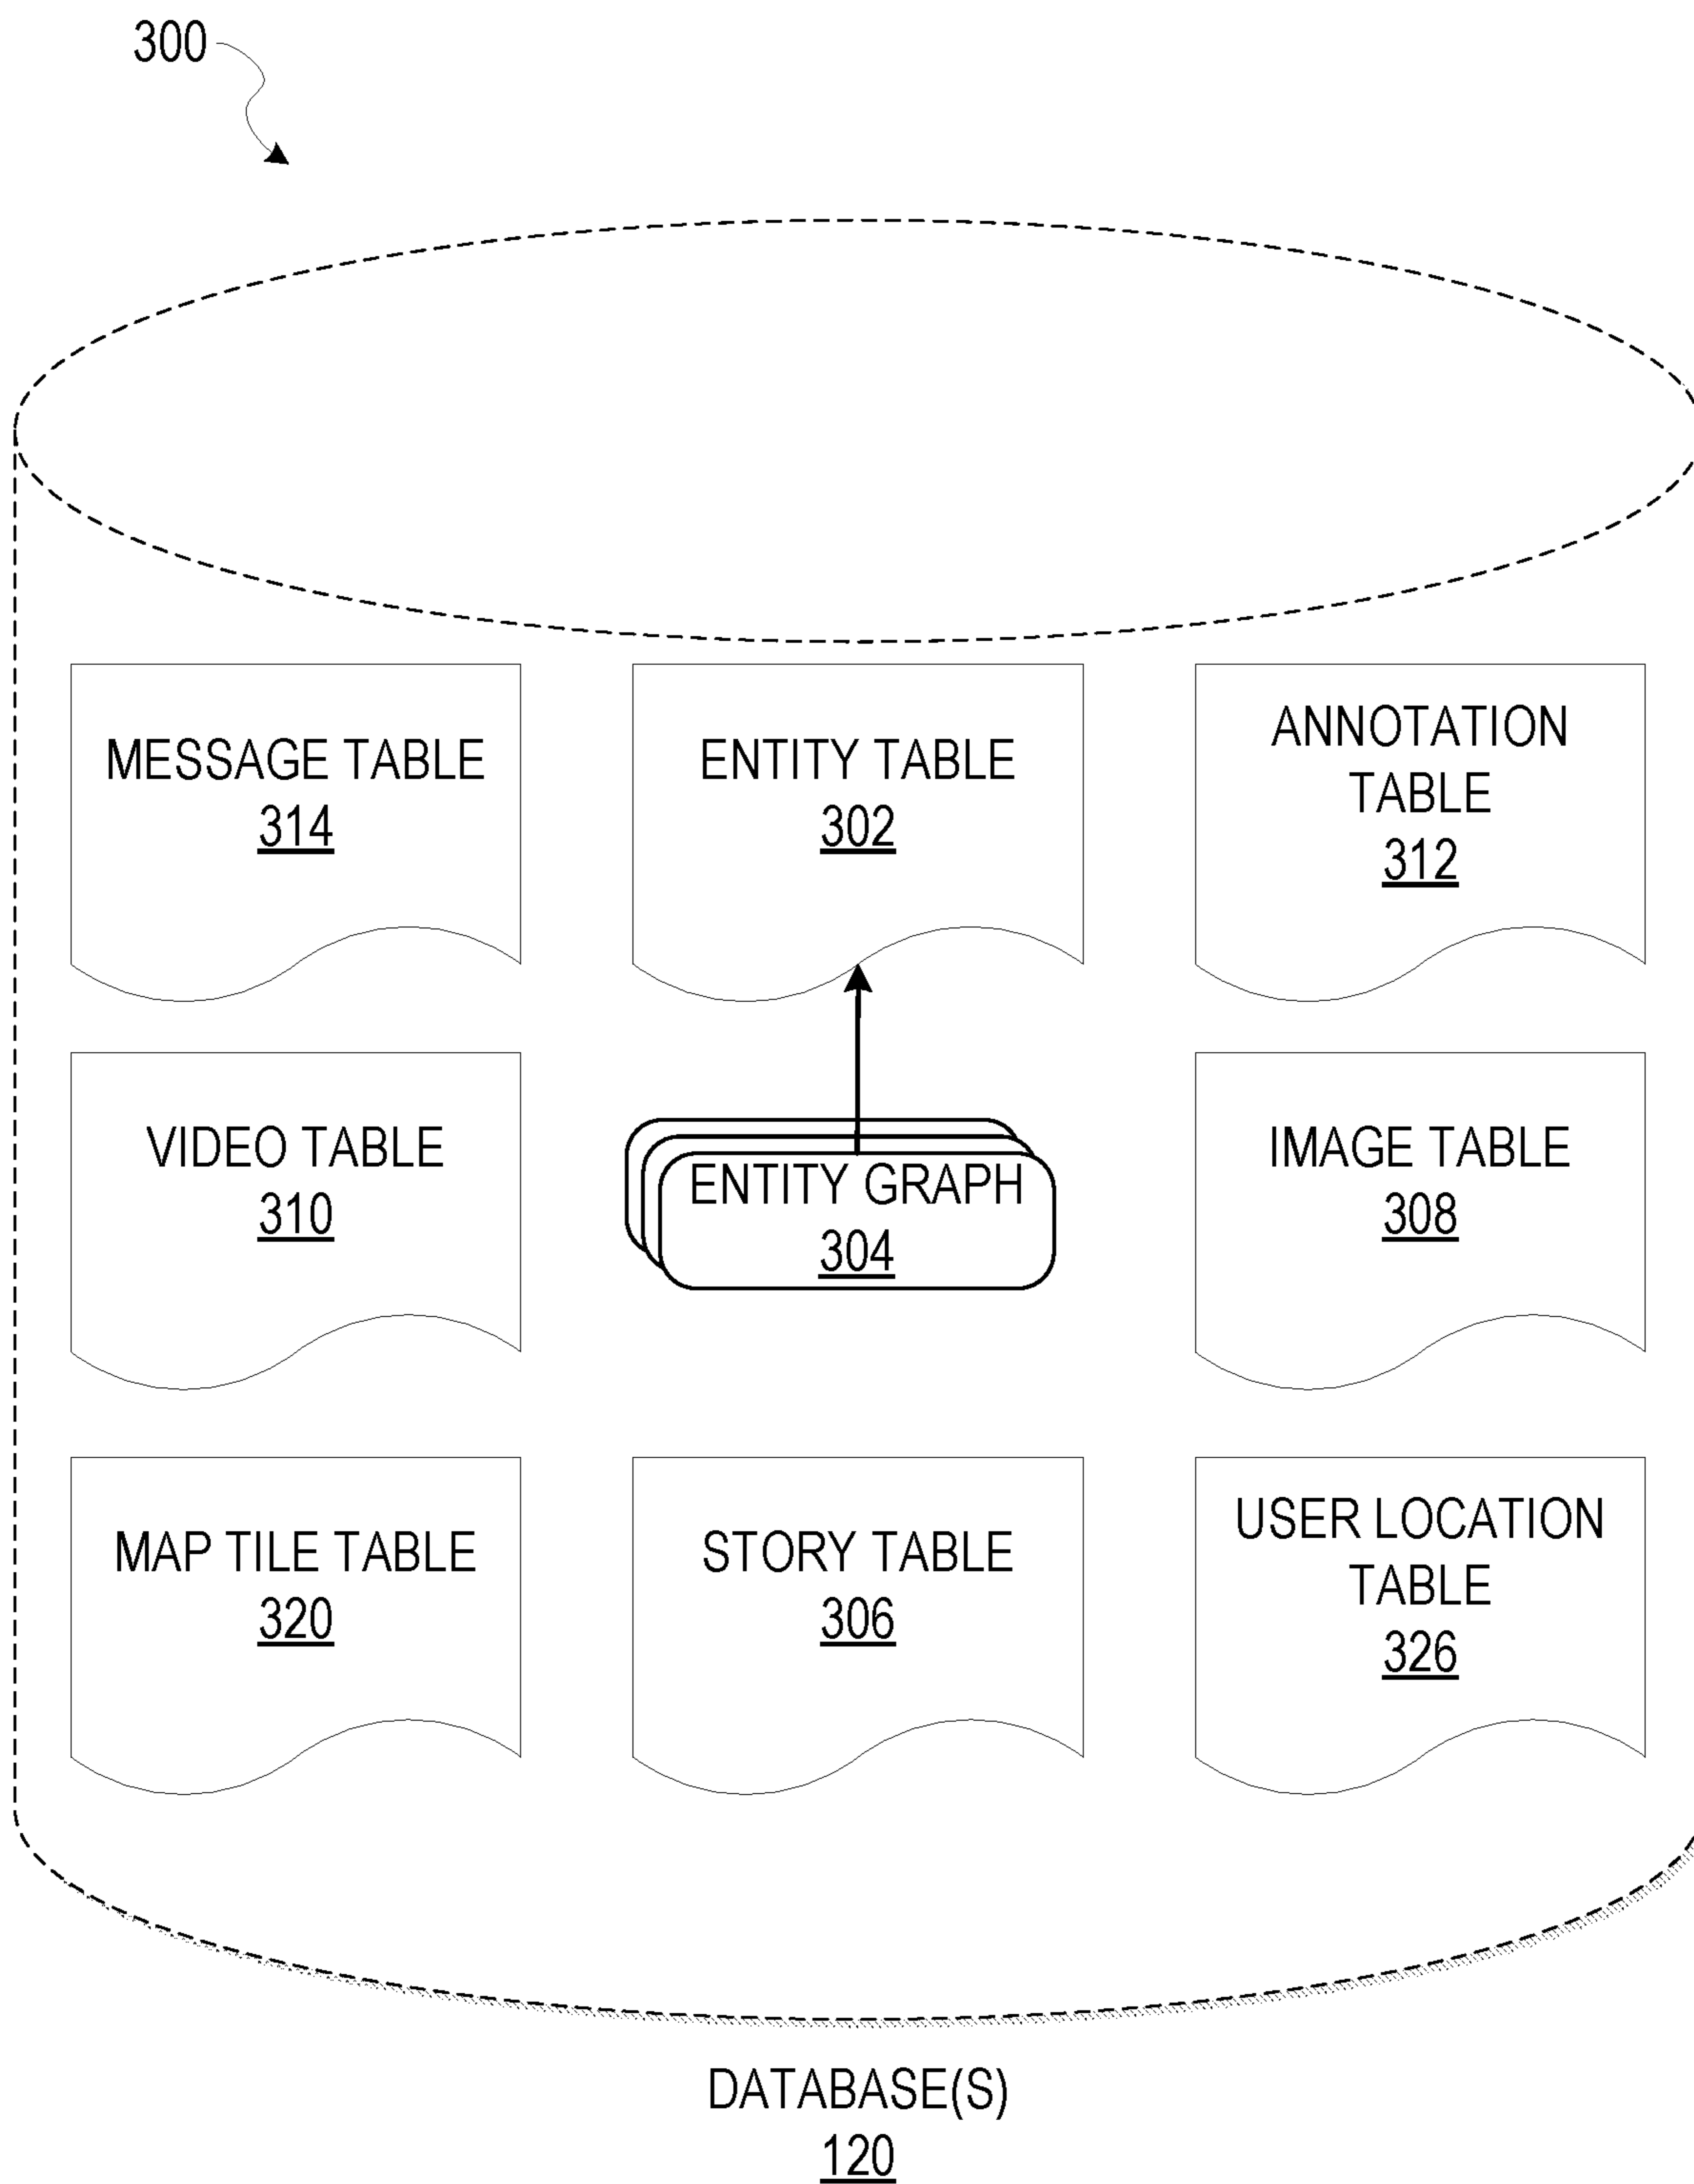 300
MESSAGE TABLE
314
ENTITY TABLE
302
ANNOTATION
TABLE
312
VIDEO TABLE
310
ENTITY GRAPH
304
IMAGE TABLE
308
MAP TILE TABLE
320
STORY TABLE
306
USER LOCATION
TABLE
326
DATABASE(S)
120